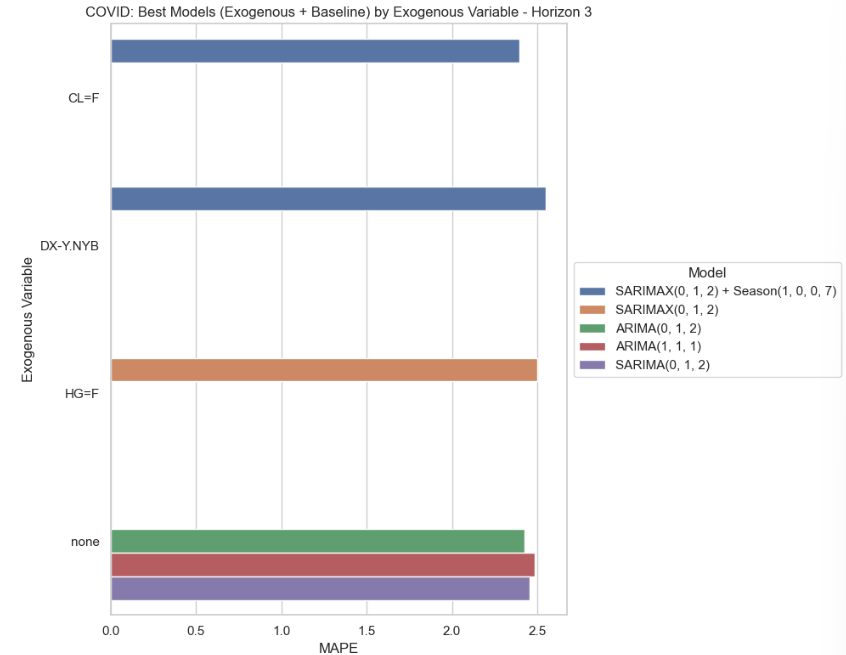 COVID: Best Models (Exogenous + Baseline) by Exogenous Variable - Horizon 3
Exogenous Variable
CL=F
DX-Y.NYB
HG=F
none
0.0 0.5 1.0 1.5 2.0 2.5
MAPE
Model
SARIMAX(0, 1, 2) + Season(1, 0, 0, 7)
SARIMAX(0, 1, 2)
ARIMA(0, 1, 2)
ARIMA(1, 1, 1)
SARIMA(0, 1, 2)